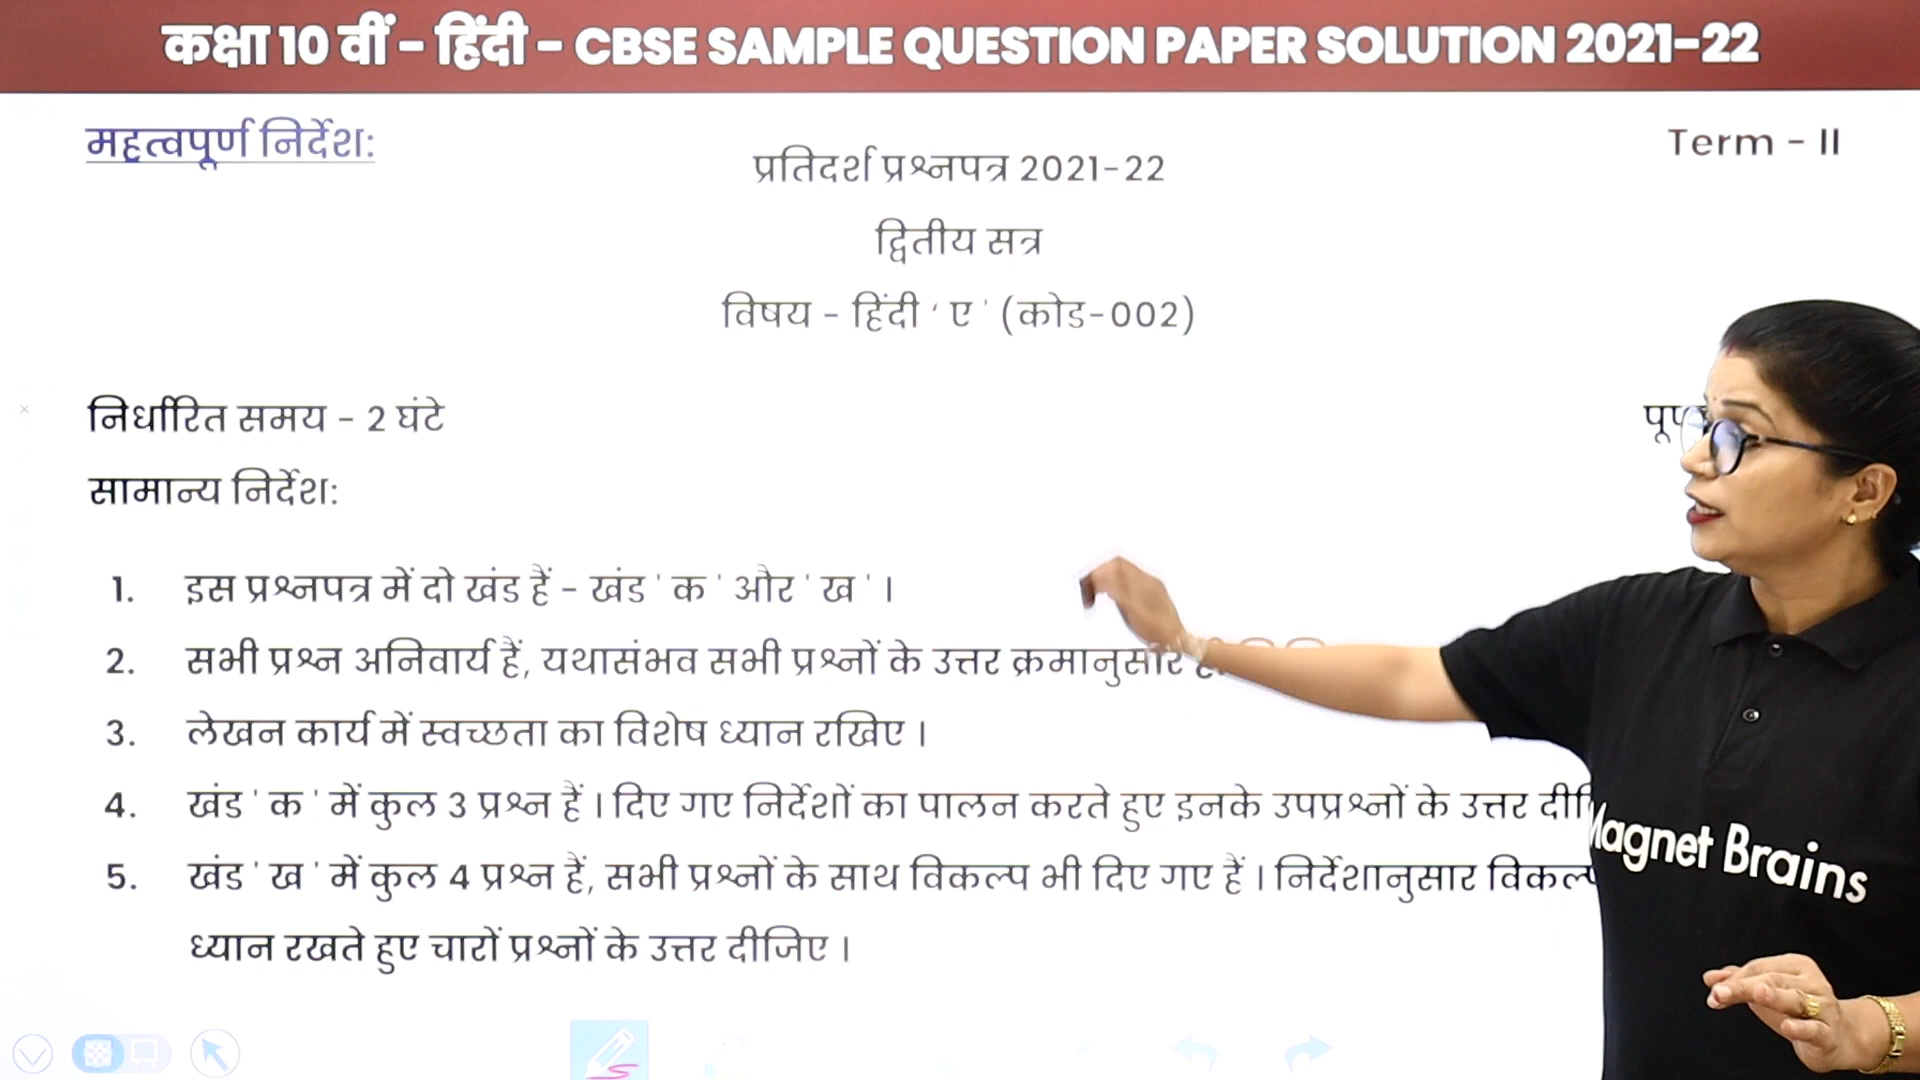 कक्षा 10 वीं - हिंदी - CBSE SAMPLE QUESTION PAPER SOLUTION 2021-22
महत्वपूर्ण निर्देश:
Term - II
प्रतिदर्श प्रश्नपत्र 2021-22
द्वितीय सत्र
विषय - हिंदी ' ए ' (कोड-002)
निर्धारित समय - 2 घंटे
सामान्य निर्देश:
1. इस प्रश्नपत्र में दो खंड हैं - खंड ' क ' और ' ख ' ।
2. सभी प्रश्न अनिवार्य हैं, यथासंभव सभी प्रश्नों के उत्तर क्रमानुसार
3. लेखन कार्य में स्वच्छता का विशेष ध्यान रखिए ।
4. खंड ' क ' में कुल 3 प्रश्न हैं । दिए गए निर्देशों का पालन करते हुए इनके उपप्रश्नों के उत्तर
5. खंड ' ख ' में कुल 4 प्रश्न हैं, सभी प्रश्नों के साथ विकल्प भी दिए गए हैं । निर्देशानुसार विकल्प
ध्यान रखते हुए चारों प्रश्नों के उत्तर दीजिए ।
Magnet Brains